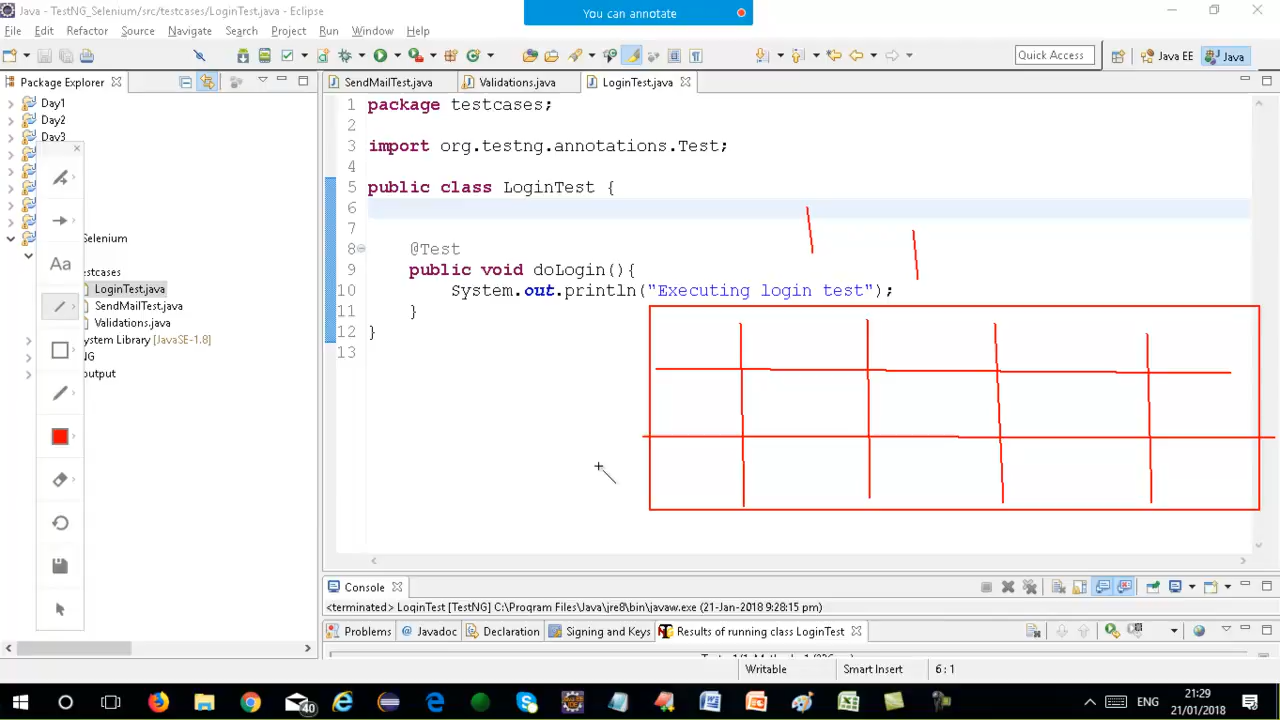 Java - TestNG_Selenium/src/testcases/LoginTest.java - Eclipse
You can annotate
File Edit Refactor Source Navigate Search Project Run Window Help
Quick Access
Java EE
Java
Package Explorer
SendMailTest.java
Validations.java
LoginTest.java
Day1
Day2
Day3
Selenium
estcases
LoginTest.java
SendMailTest.java
Validations.java
ystem Library [JavaSE-1.8]
NG
output
Aa
1 package testcases;
2
3 import org.testng.annotations.Test;
4
5 public class LoginTest {
6
7
8 @Test
9 public void doLogin(){
10 System.out.println("Executing login test");
11 }
12 }
13
Console
<terminated> LoginTest [TestNG] C:\Program Files\Java\jre8\bin\javaw.exe (21-Jan-2018 9:28:15 pm)
Problems
Javadoc
Declaration
Signing and Keys
Results of running class LoginTest
Writable
Smart Insert
6 : 1
40
ENG
21:29
21/01/2018